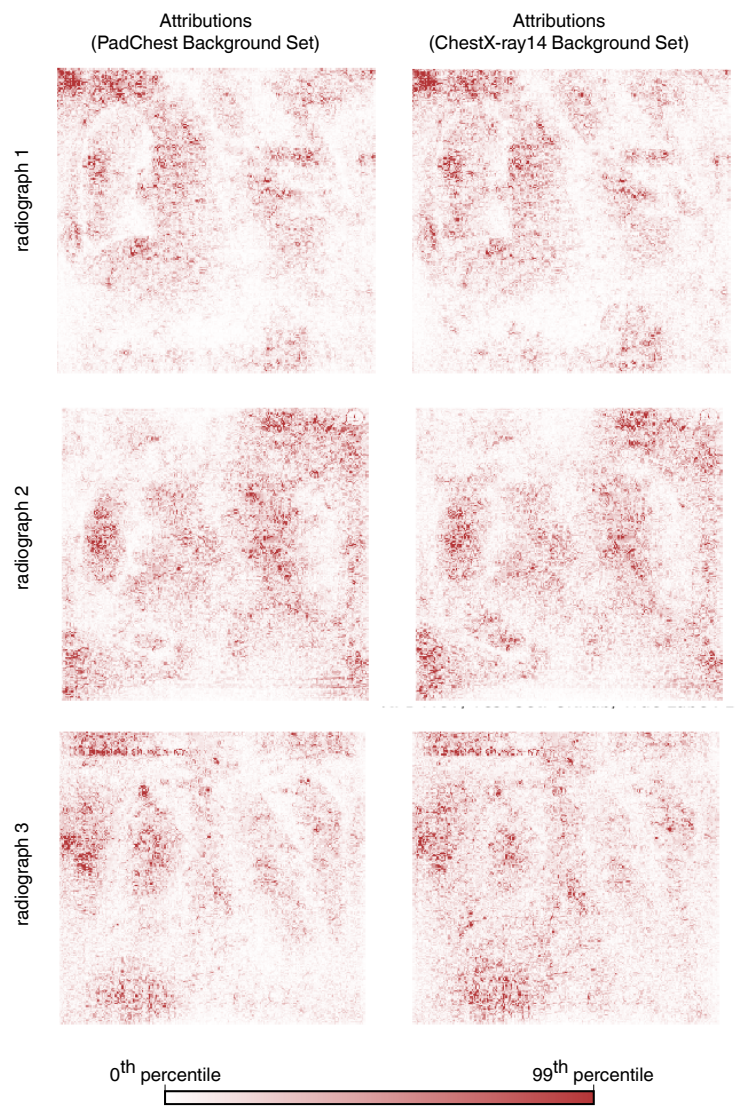 Attributions
(PadChest Background Set)
Attributions
(ChestX-ray14 Background Set)
radiograph 1
radiograph 2
radiograph 3
0th percentile
99th percentile